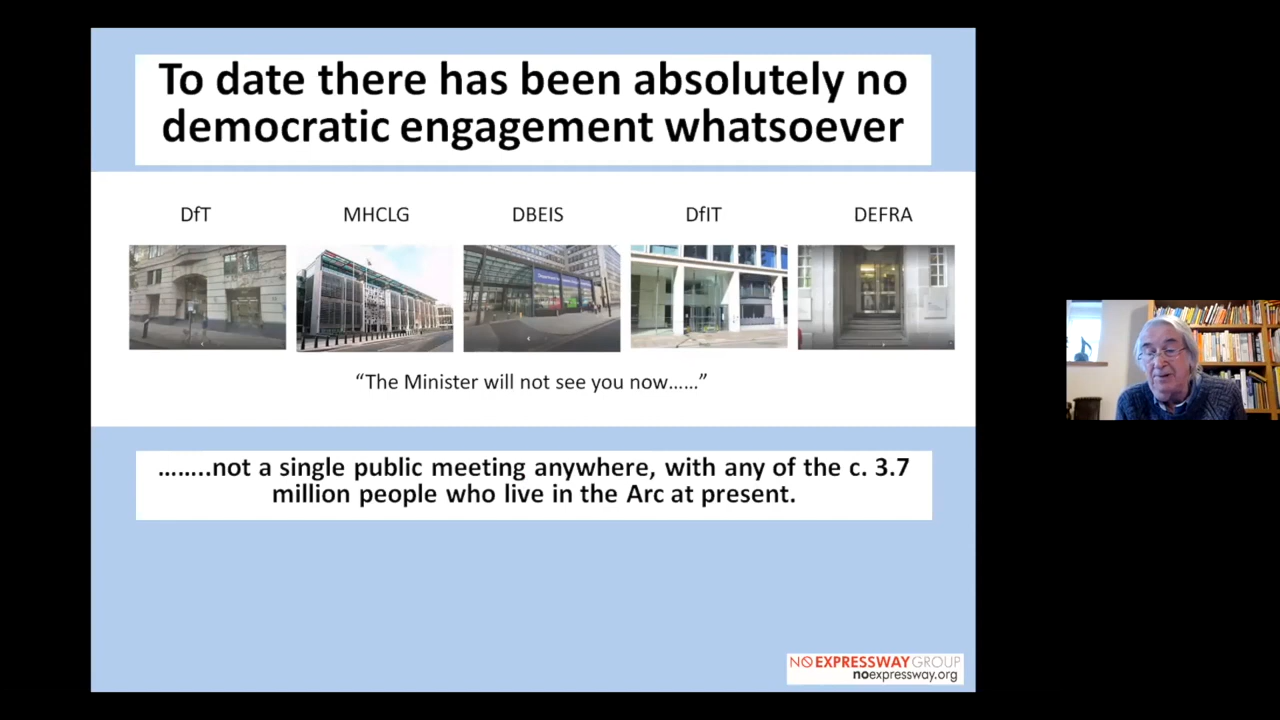 To date there has been absolutely no
democratic engagement whatsoever
DfT MHCLG DBEIS DfIT DEFRA
“The Minister will not see you now……”
……..not a single public meeting anywhere, with any of the c. 3.7
million people who live in the Arc at present.
NO EXPRESSWAY GROUP
noexpressway.org